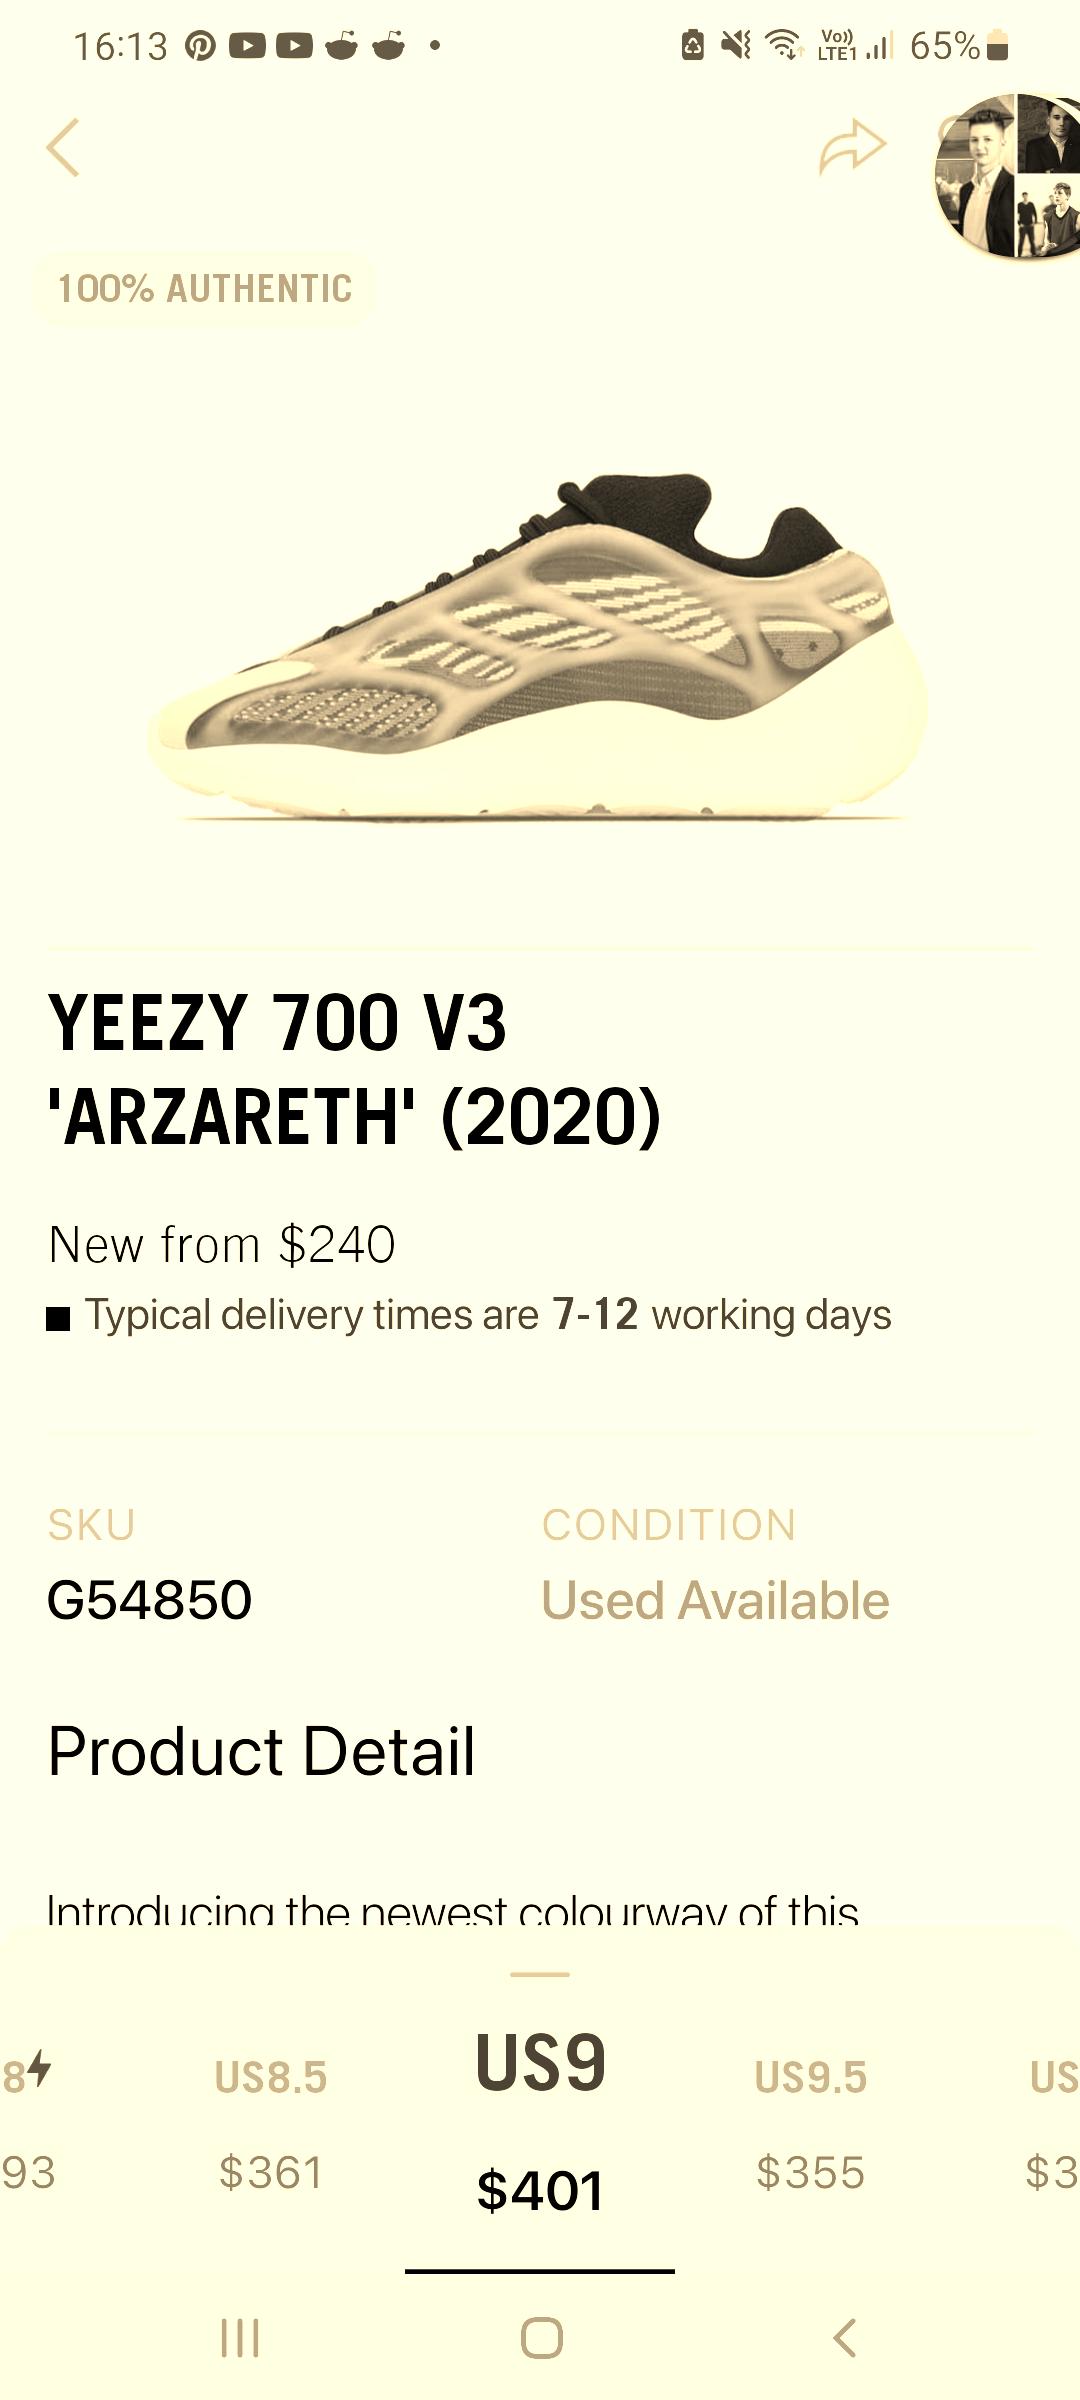 16:13
Vo)) LTE1
65%
100% AUTHENTIC
YEEZY 700 V3
'ARZARETH' (2020)
New from $240
Typical delivery times are 7-12 working days
SKU
CONDITION
G54850
Used Available
Product Detail
Introducing the newest colourway of this
8 US8.5 US9 US9.5 US
93 $361 $401 $355 $3